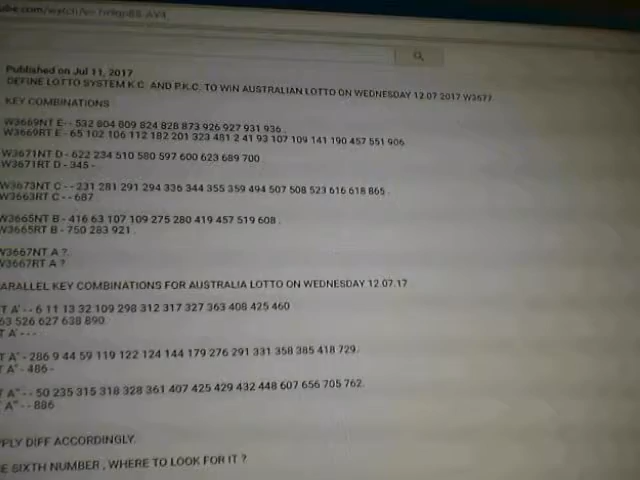 Published on Jul 11, 2017
DEFINE LOTTO SYSTEM K.C. AND P.K.C. TO WIN AUSTRALIAN LOTTO ON WEDNESDAY 12.07.2017 W3677
KEY COMBINATIONS
W3669NT E-- 532 804 809 824 828 873 926 927 931 936 .
W3669RT E - 65 102 106 112 182 201 323 481 2 41 93 107 109 141 190 457 551 906
W3671NT D - 622 234 510 580 597 600 623 689 700
W3671RT D - 345 -
W3673NT C - - 231 281 291 294 336 344 355 359 494 507 508 523 616 618 865 .
W3663RT C - - 687
W3665NT B - 416 63 107 109 275 280 419 457 519 608 .
W3665RT B - 750 283 921 .
W3667NT A ?
W3667RT A ?
ARALLEL KEY COMBINATIONS FOR AUSTRALIA LOTTO ON WEDNESDAY 12.07.17
T A' - - 6 11 13 32 109 298 312 317 327 363 408 425 460
63 526 627 638 890
T A' - - -
T A" - 286 9 44 59 119 122 124 144 179 276 291 331 358 385 418 729.
T A" - 486 -
T A'" - - 50 235 315 318 328 361 407 425 429 432 448 607 656 705 762.
T A'" - - 886
PLY DIFF ACCORDINGLY.
E SIXTH NUMBER , WHERE TO LOOK FOR IT ?